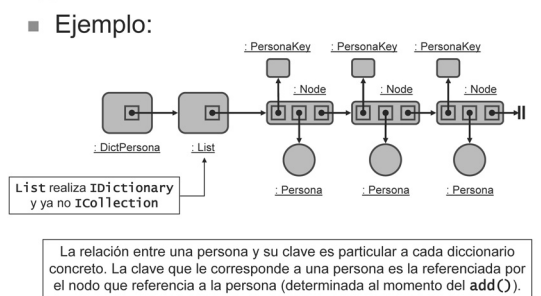 Ejemplo:
: PersonaKey : PersonaKey : PersonaKey
: Node : Node : Node
: DictPersona : List
: Persona : Persona : Persona
List realiza IDictionary
y ya no ICollection
La relación entre una persona y su clave es particular a cada diccionario
concreto. La clave que le corresponde a una persona es la referenciada por
el nodo que referencia a la persona (determinada al momento del add()).